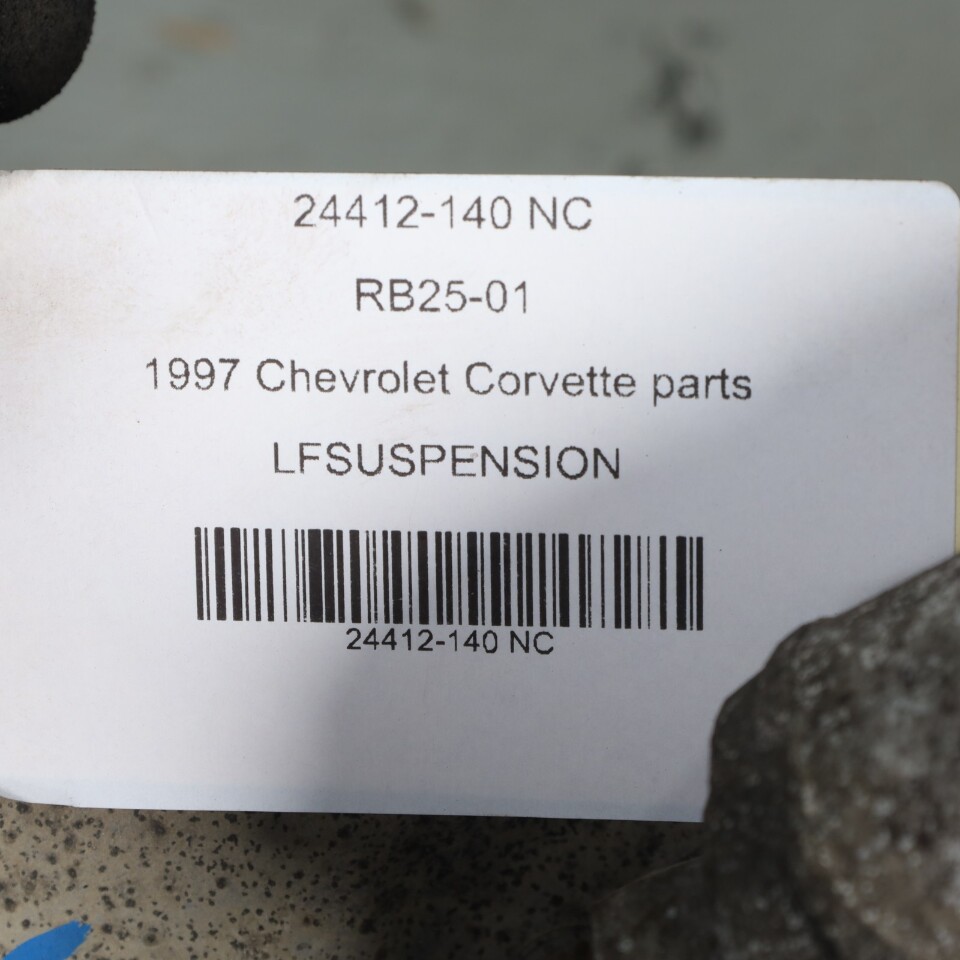 24412-140 NC
RB25-01
1997 Chevrolet Corvette parts
LFSUSPENSION
24412-140 NC